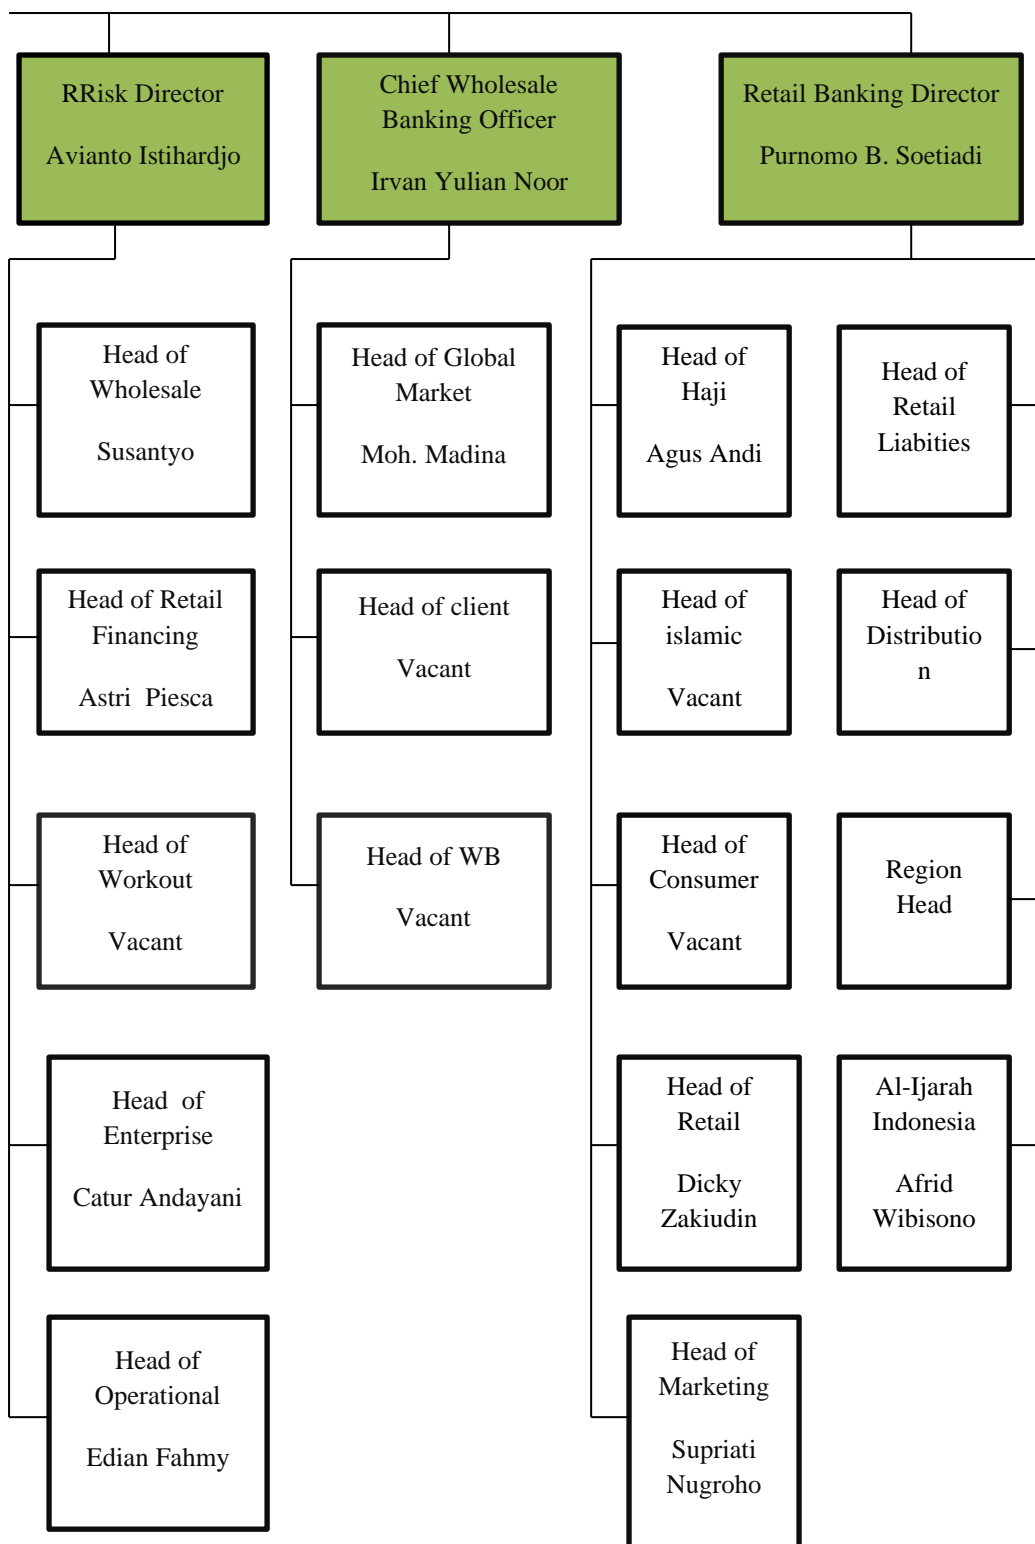 RRisk Director
Avianto Istihardjo
Chief Wholesale
Banking Officer
Irvan Yulian Noor
Retail Banking Director
Purnomo B. Soetiadi
Head of
Wholesale
Susantyo
Head of Global
Market
Moh. Madina
Head of
Haji
Agus Andi
Head of
Retail
Liabities
Head of Retail
Financing
Astri  Piesca
Head of client
Vacant
Head of
islamic
Vacant
Head of
Distributio
n
Head of
Workout
Vacant
Head of WB
Vacant
Head of
Consumer
Vacant
Region
Head
Head  of
Enterprise
Catur Andayani
Head of
Retail
Dicky
Zakiudin
Al-Ijarah
Indonesia
Afrid
Wibisono
Head of
Operational
Edian Fahmy
Head of
Marketing
Supriati
Nugroho